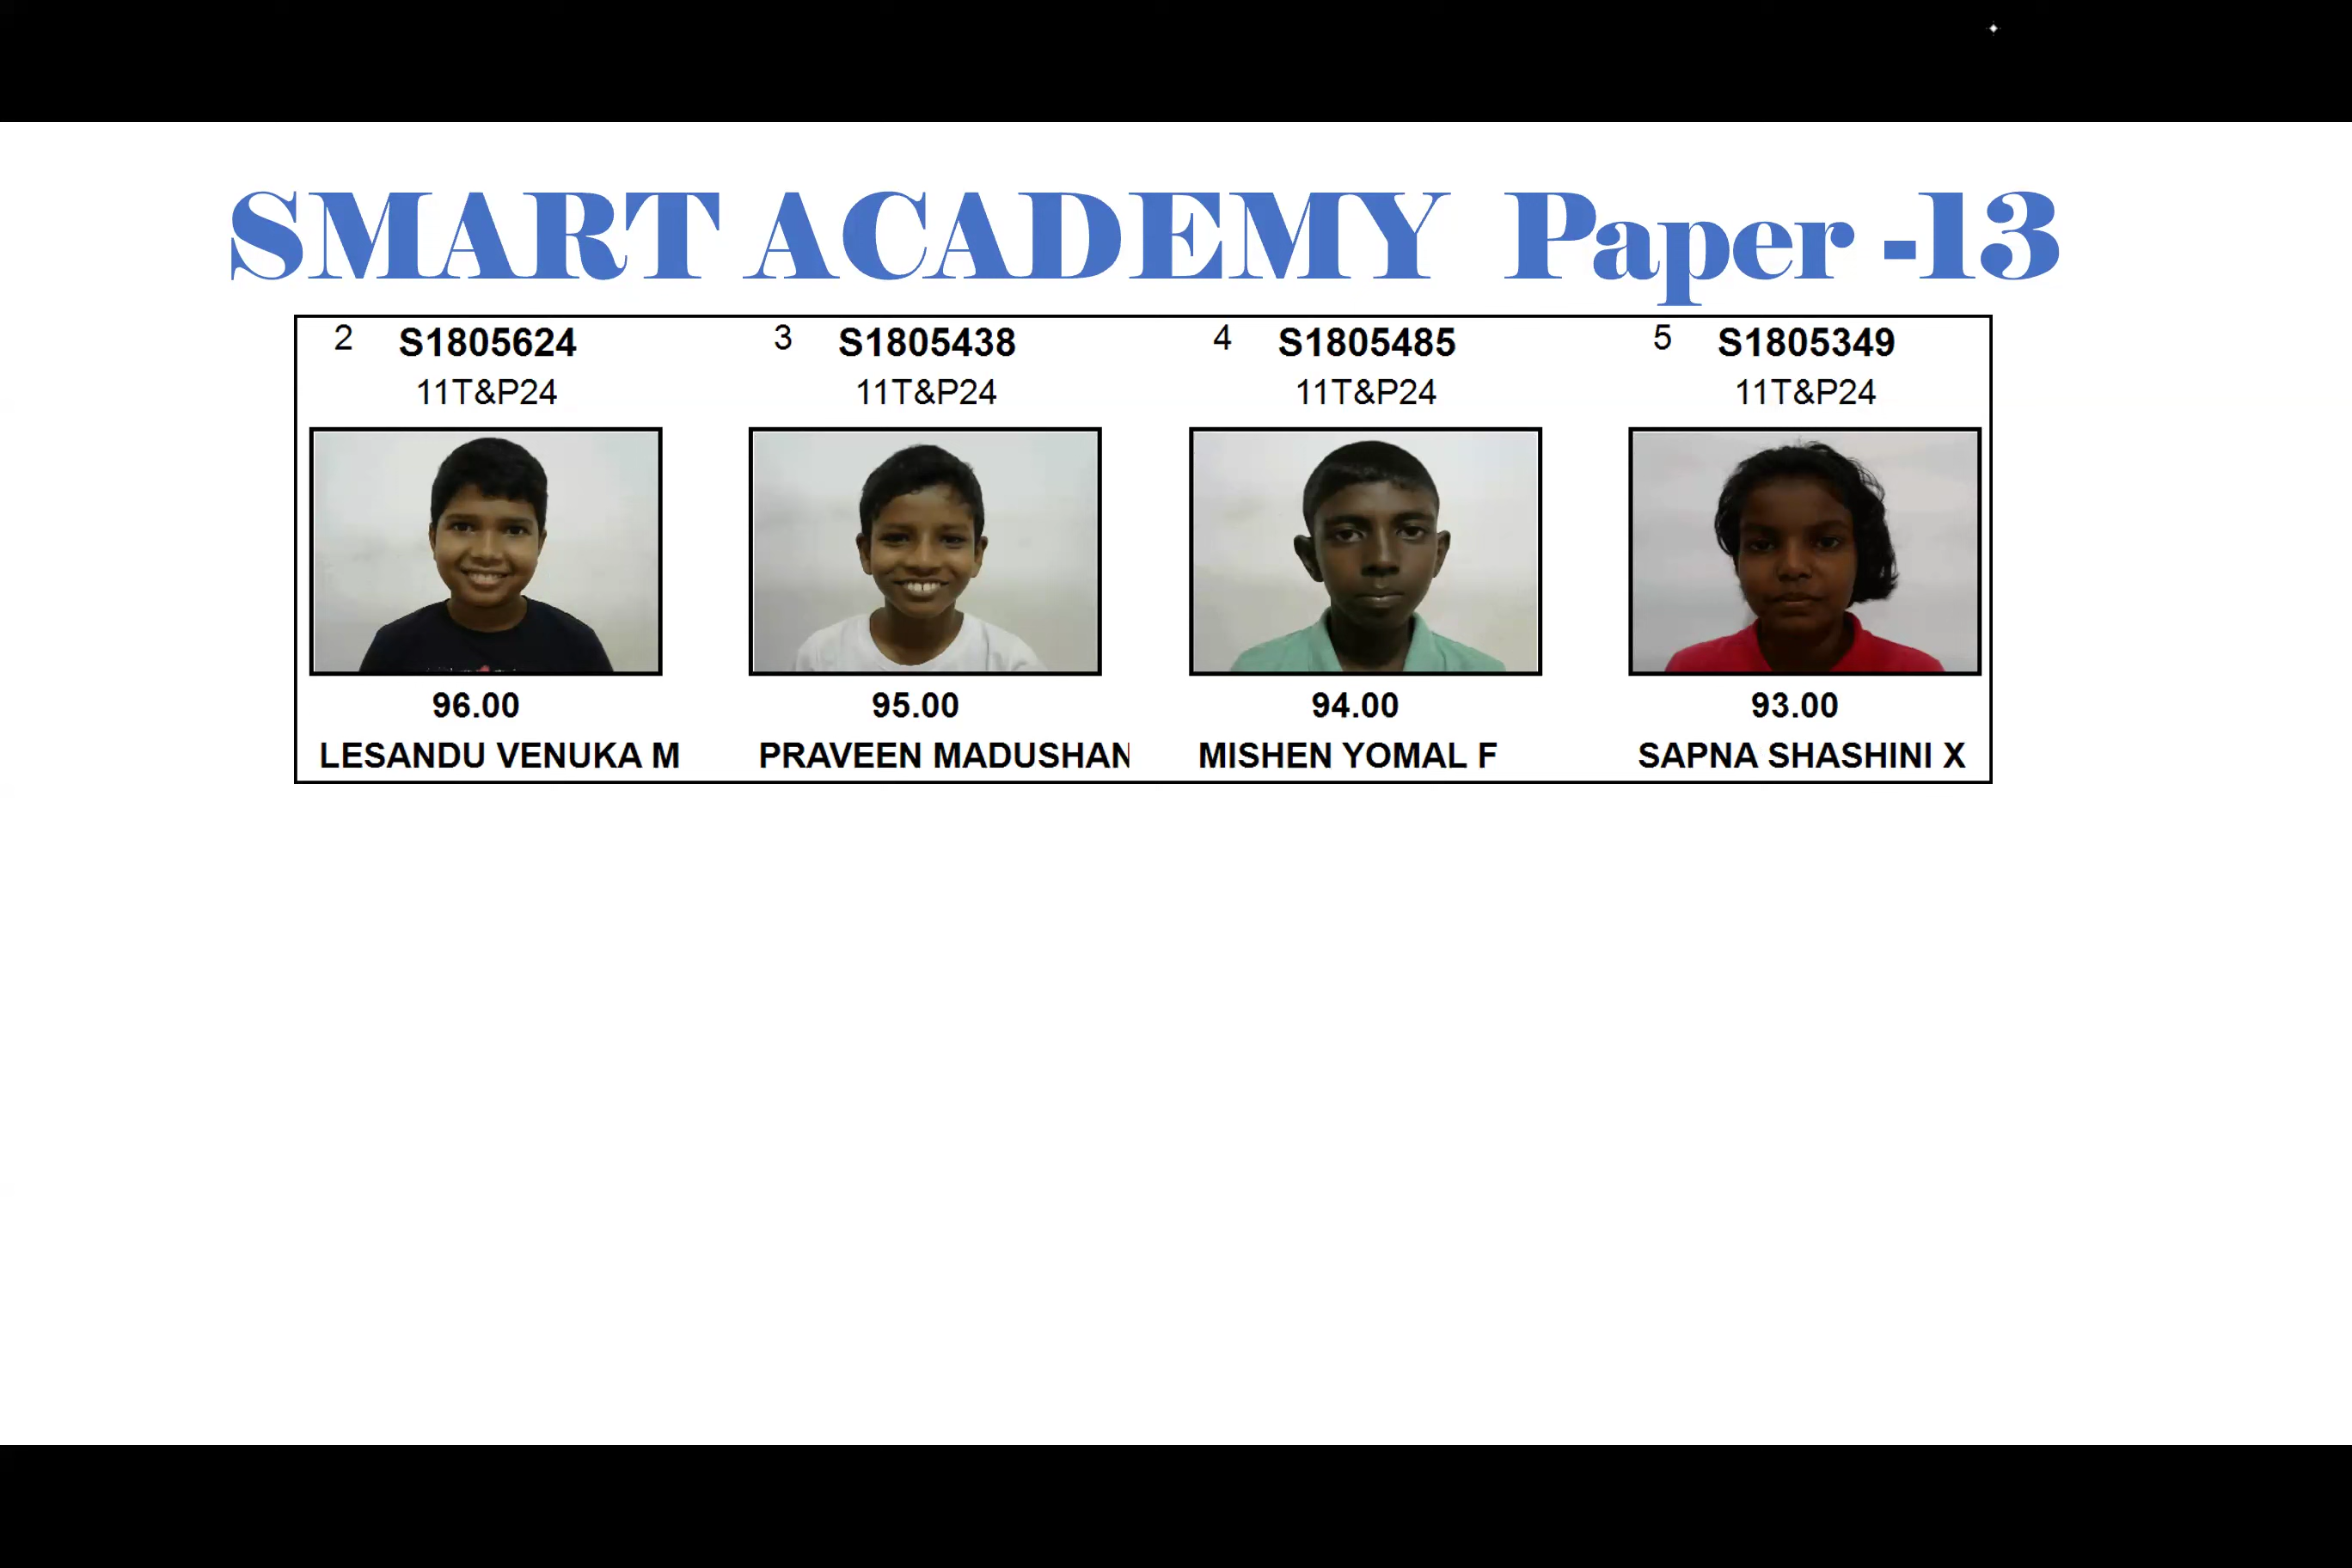 SMART ACADEMY Paper -13
2 S1805624 3 S1805438 4 S1805485 5 S1805349
11T&P24 11T&P24 11T&P24 11T&P24
96.00 95.00 94.00 93.00
LESANDU VENUKA M PRAVEEN MADUSHAN MISHEN YOMAL F SAPNA SHASHINI X